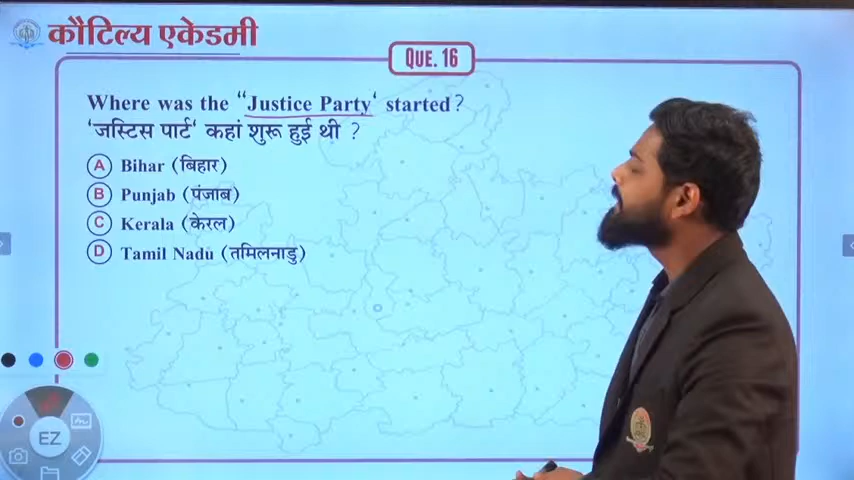 कौटिल्य एकेडमी
QUE. 16
Where was the “Justice Party‘ started?
‘जस्टिस पार्ट‘ कहां शुरू हुई थी ?
A Bihar (बिहार)
B Punjab (पंजाब)
C Kerala (केरल)
D Tamil Nadu (तमिलनाडु)
EZ